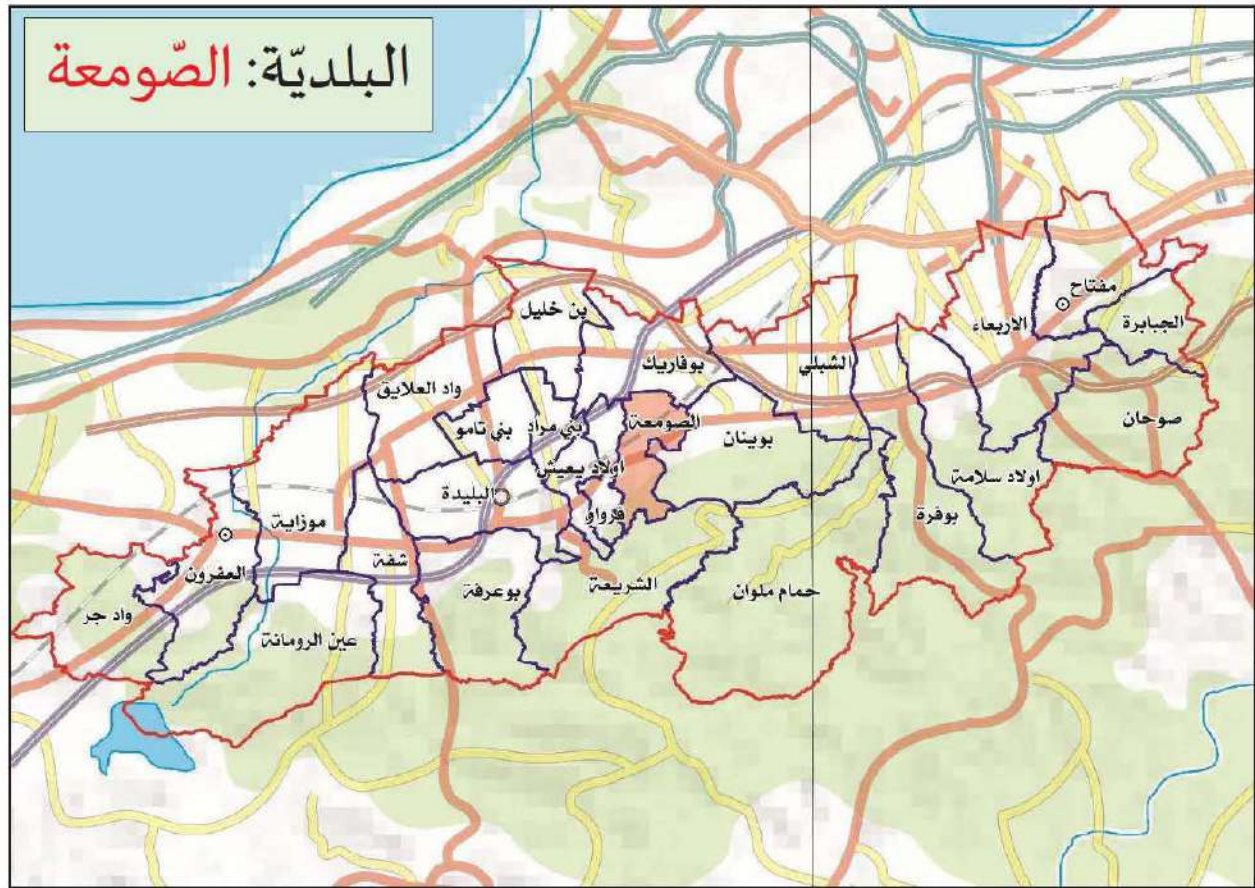 البلديّة: الصّومعة
مفتاح
الجبابرة
الاربعاء
بن خليل
بوفاريك
الشبلي
واد العلايق
صوحان
بني تامو
بني مراد
الصومعة
بوينان
اولاد يعيش
اولاد سلامة
البليدة
قرواو
بوقرة
موزاية
شفة
العفرون
بوعرفة
الشريعة
حمام ملوان
واد جر
عين الرومانة